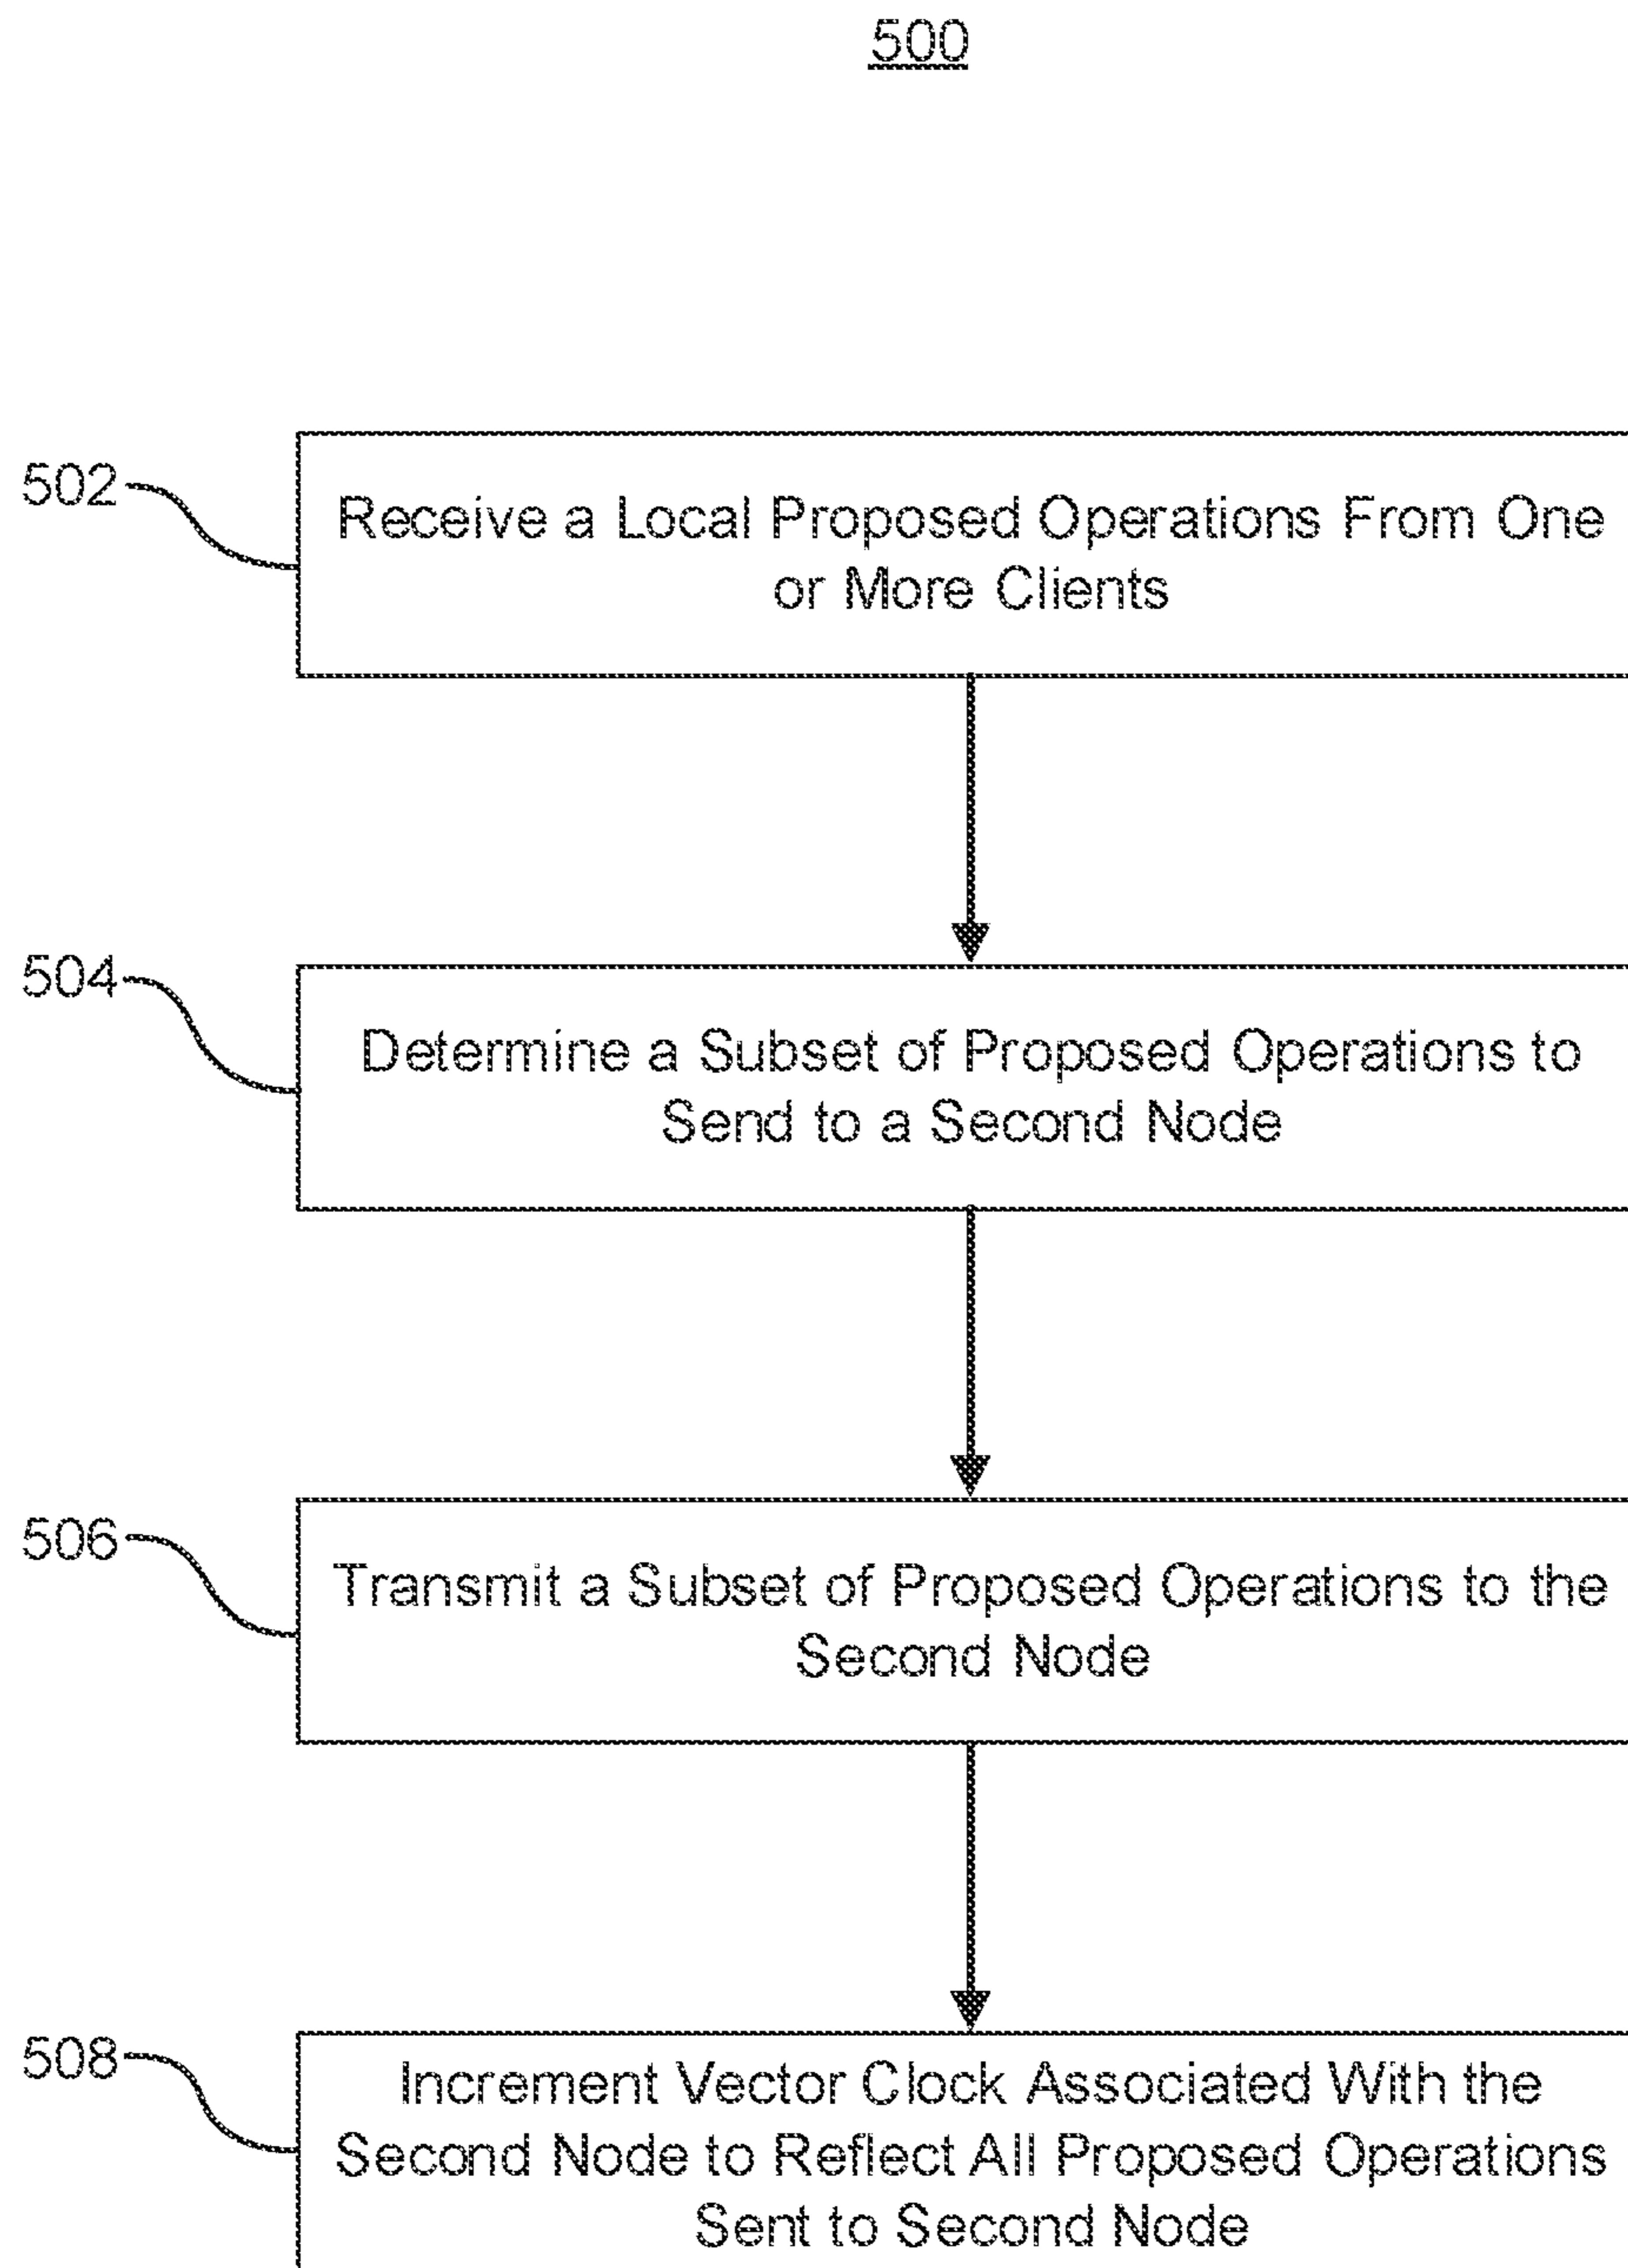 500
502
Receive a Local Proposed Operations From One
or More Clients
504
Determine a Subset of Proposed Operations to
Send to a Second Node
506
Transmit a Subset of Proposed Operations to the
Second Node
508
Increment Vector Clock Associated With the
Second Node to Reflect All Proposed Operations
Sent to Second Node